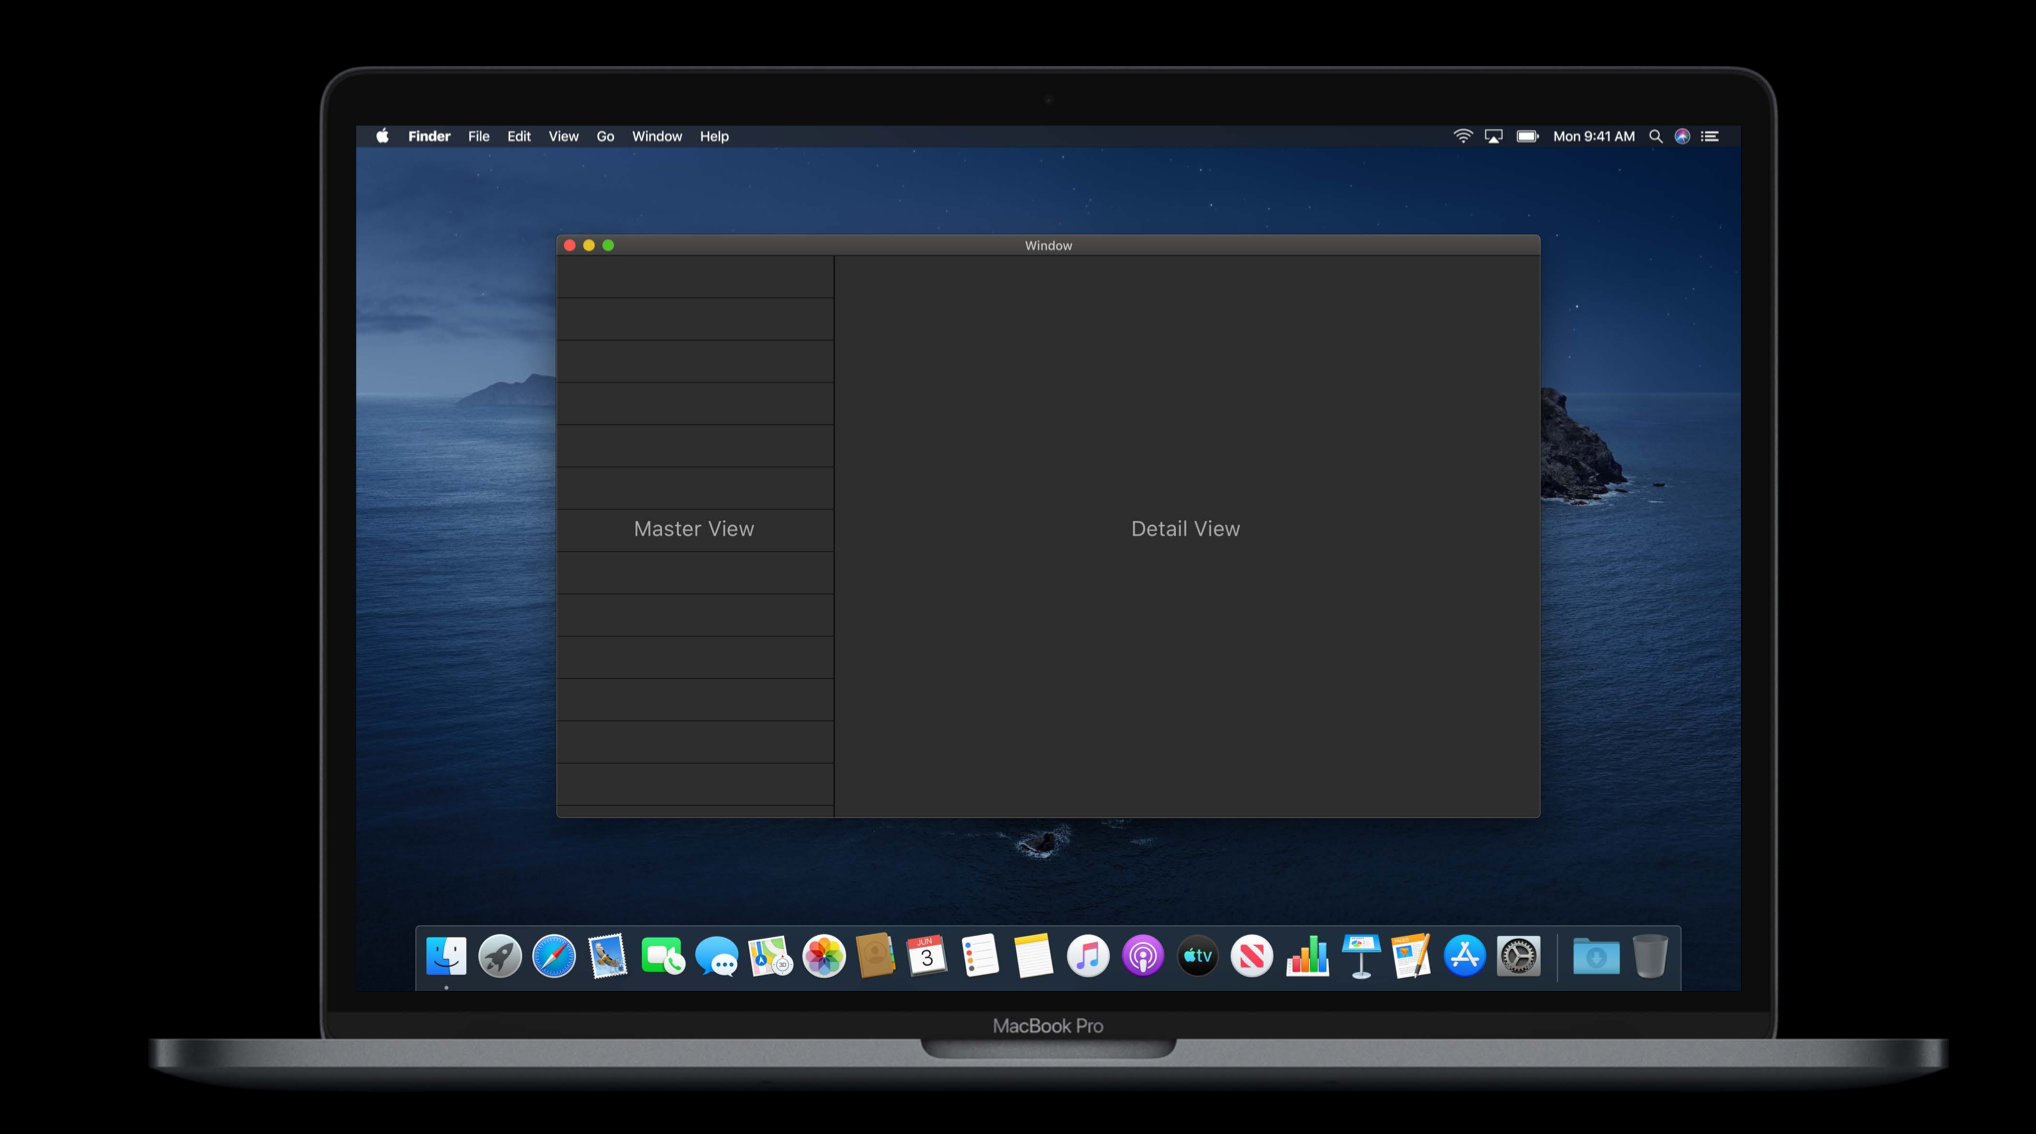 Finder File Edit View Go Window Help Mon 9:41 AM
Window
Master View Detail View
JUN
3
3D
tv
MacBook Pro